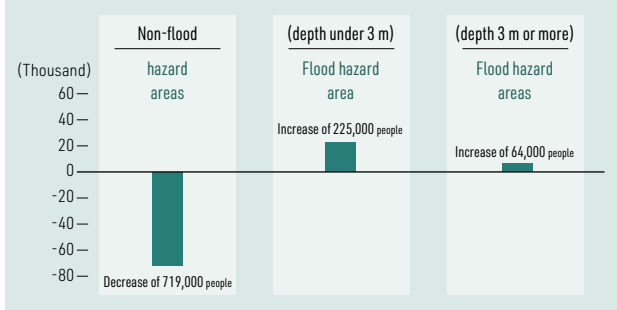 Non-flood
hazard
areas
(depth under 3 m)
Flood hazard
area
(depth 3 m or more)
Flood hazard
areas
(Thousand)
60
40
20
0
-20
-40
-60
-80
Decrease of 719,000 people
Increase of 225,000 people
Increase of 64,000 people